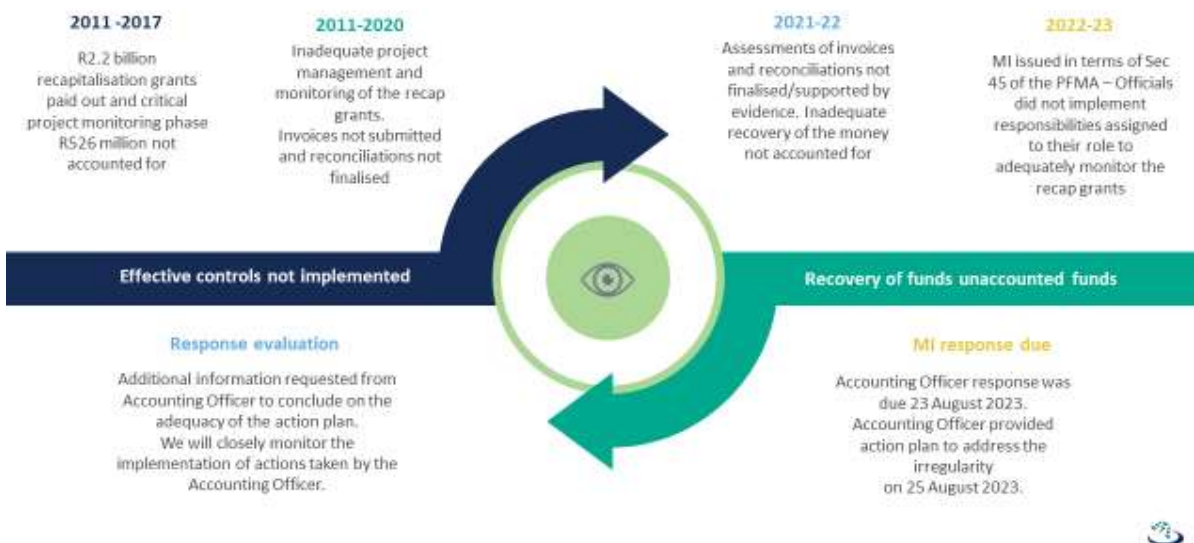 2011 -2017
R2.2 billion
recapitalisation grants
paid out and critical
project monitoring phase
R526 million not
accounted for
2011-2020
Inadequate project
management and
monitoring of the recap
grants.
Invoices not submitted
and reconciliations not
finalised
2021-22
Assessments of invoices
and reconciliations not
finalised/supported by
evidence. Inadequate
recovery of the money
not accounted for
2022-23
MI issued in terms of Sec
45 of the PFMA – Officials
did not implement
responsibilities assigned
to their role to
adequately monitor the
recap grants
Effective controls not implemented
Recovery of funds unaccounted funds
Response evaluation
Additional information requested from
Accounting Officer to conclude on the
adequacy of the action plan.
We will closely monitor the
implementation of actions taken by the
Accounting Officer.
MI response due
Accounting Officer response was
due 23 August 2023.
Accounting Officer provided
action plan to address the
irregularity
on 25 August 2023.